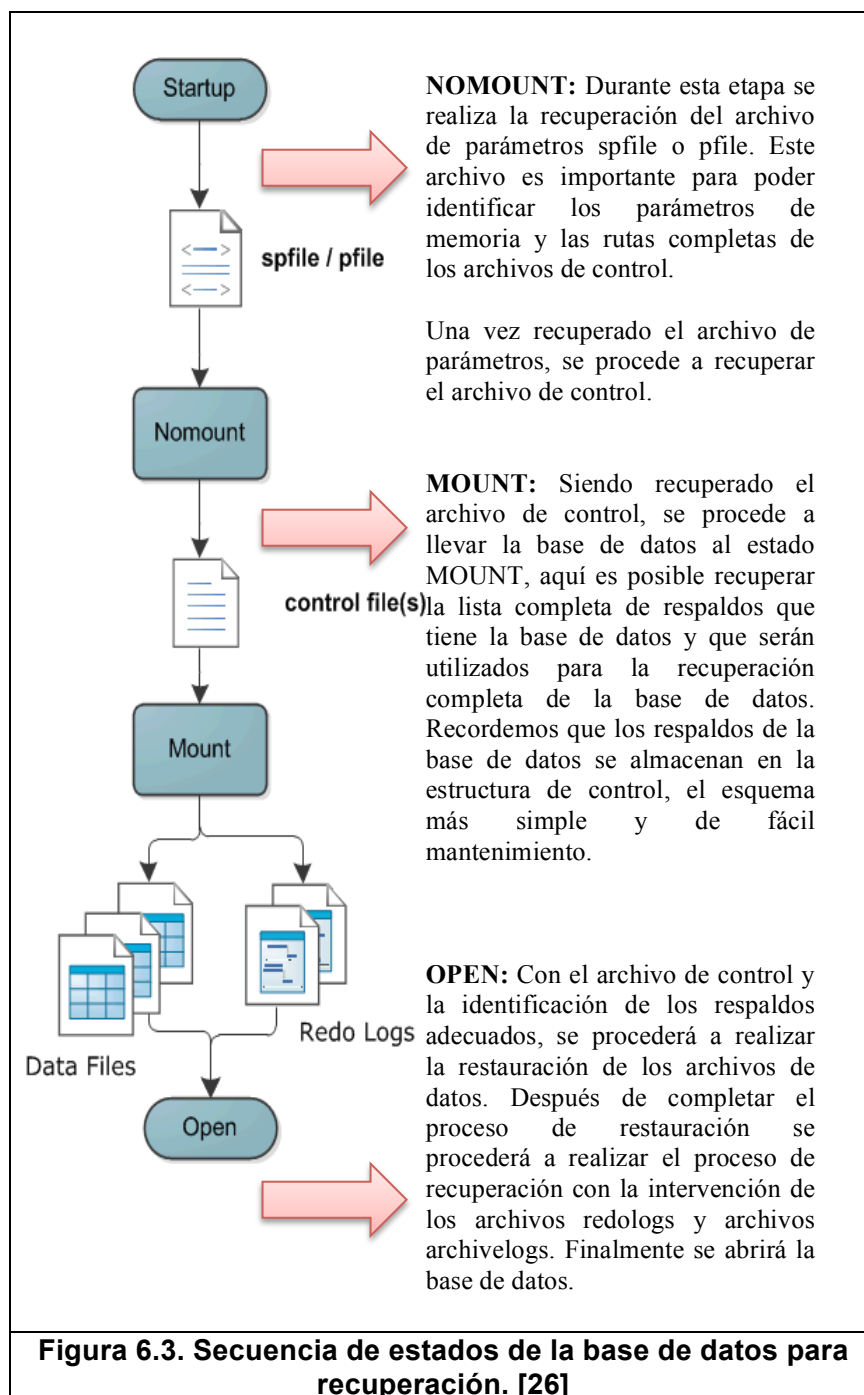 Startup
NOMOUNT: Durante esta etapa se
realiza la recuperación del archivo
de parámetros spfile o pfile. Este
archivo es importante para poder
identificar los parámetros de
memoria y las rutas completas de
los archivos de control.
spfile / pfile
Una vez recuperado el archivo de
parámetros, se procede a recuperar
el archivo de control.
Nomount
MOUNT: Siendo recuperado el
archivo de control, se procede a
llevar la base de datos al estado
MOUNT, aquí es posible recuperar
la lista completa de respaldos que
tiene la base de datos y que serán
utilizados para la recuperación
completa de la base de datos.
Recordemos que los respaldos de la
base de datos se almacenan en la
estructura de control, el esquema
más simple y de fácil
mantenimiento.
control file(s)
Mount
Data Files
Redo Logs
OPEN: Con el archivo de control y
la identificación de los respaldos
adecuados, se procederá a realizar
la restauración de los archivos de
datos. Después de completar el
proceso de restauración se
procederá a realizar el proceso de
recuperación con la intervención de
los archivos redologs y archivos
archivelogs. Finalmente se abrirá la
base de datos.
Open
Figura 6.3. Secuencia de estados de la base de datos para
recuperación. [26]